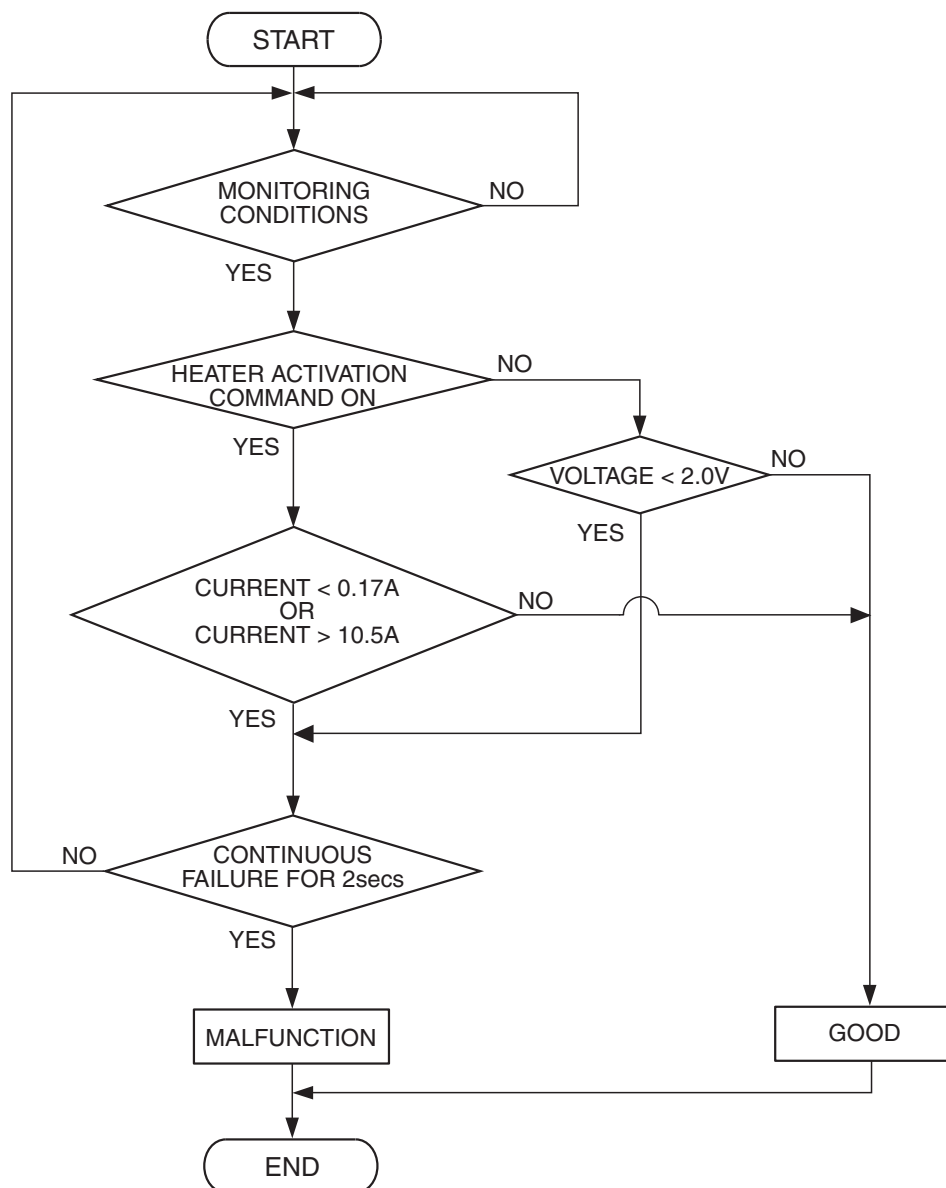 START
MONITORING
CONDITIONS
NO
YES
HEATER ACTIVATION
COMMAND ON
NO
YES
VOLTAGE < 2.0V
NO
YES
CURRENT < 0.17A
OR
CURRENT > 10.5A
NO
YES
CONTINUOUS
FAILURE FOR 2secs
NO
YES
MALFUNCTION
GOOD
END